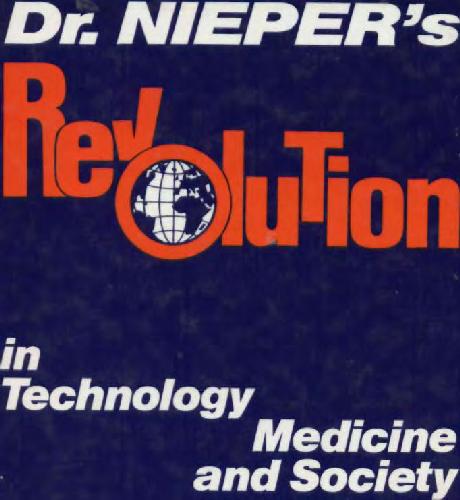 Dr. NIEPER's
RevOluTion
in
Technology
Medicine
and Society